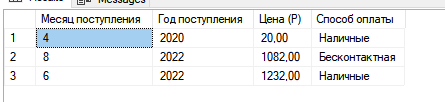 Messages
Месяц поступления Год поступления Цена (Р) Способ оплаты
1 4 2020 20,00 Наличные
2 8 2022 1082,00 Бесконтактная
3 6 2022 1232,00 Наличные